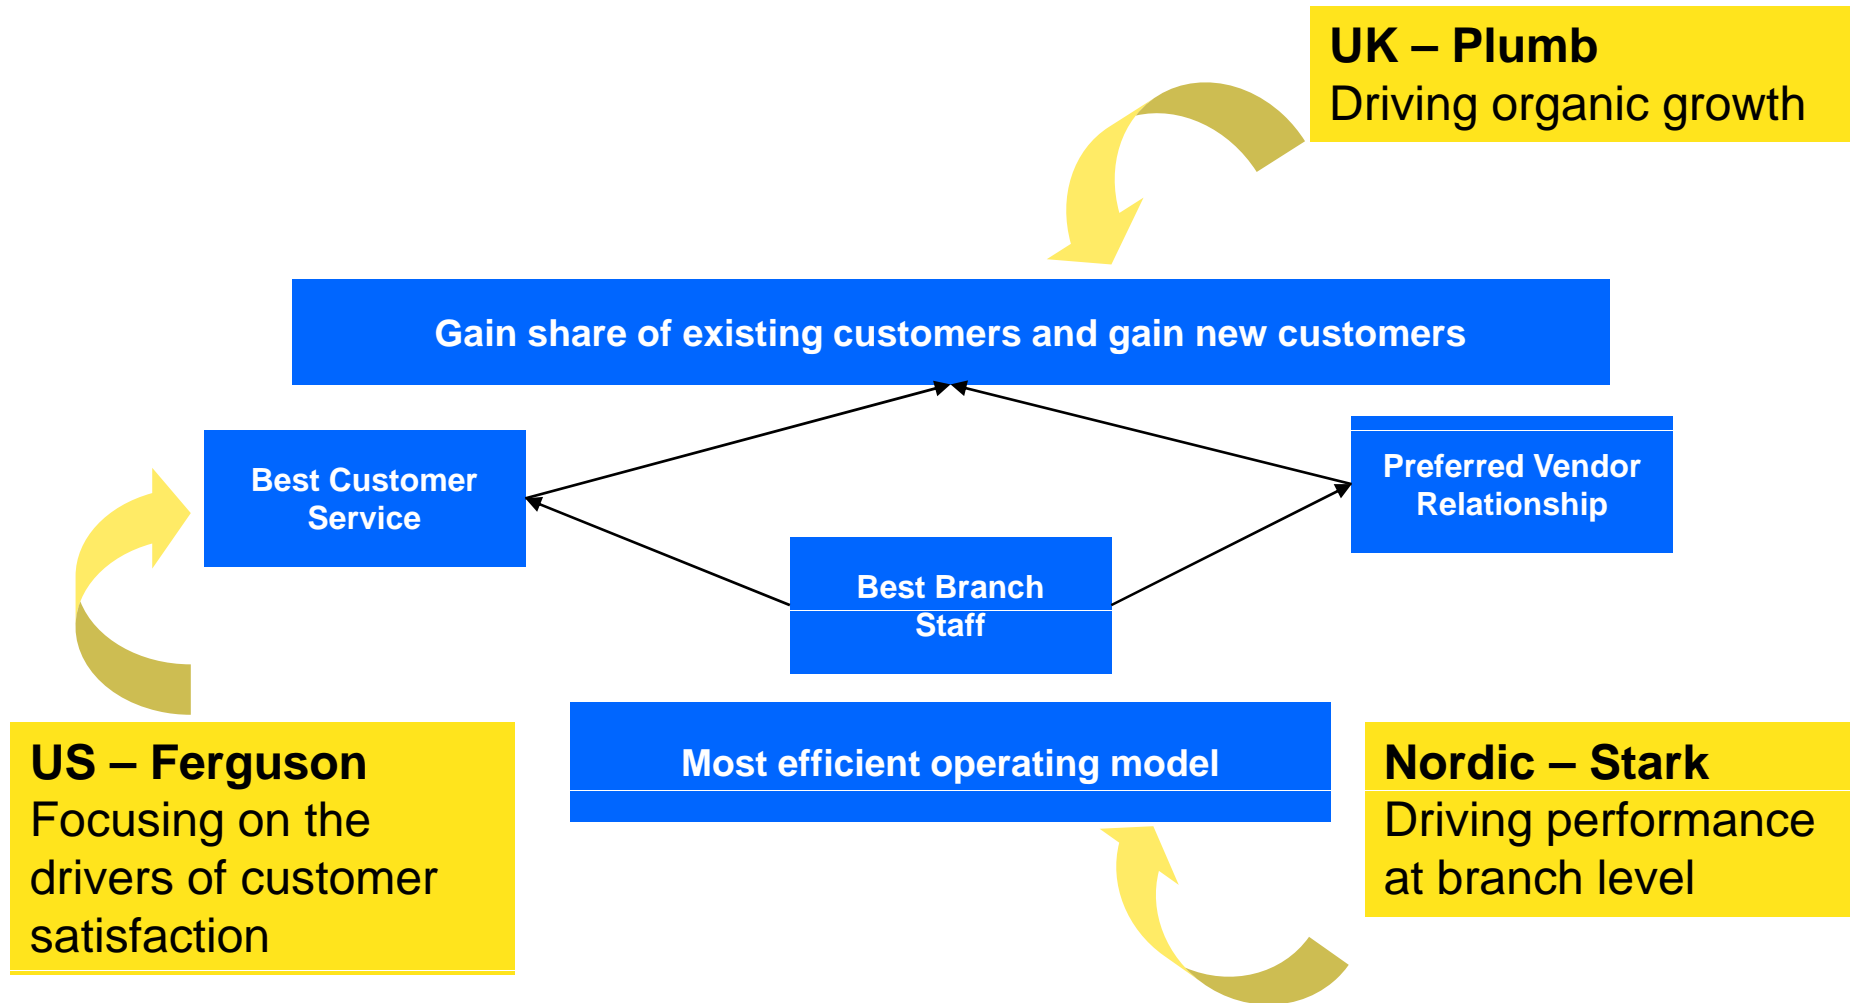 UK – Plumb
Driving organic growth
Gain share of existing customers and gain new customers
Best Customer
Service
Preferred Vendor
Relationship
Best Branch
Staff
Most efficient operating model
US – Ferguson
Focusing on the
drivers of customer
satisfaction
Nordic – Stark
Driving performance
at branch level